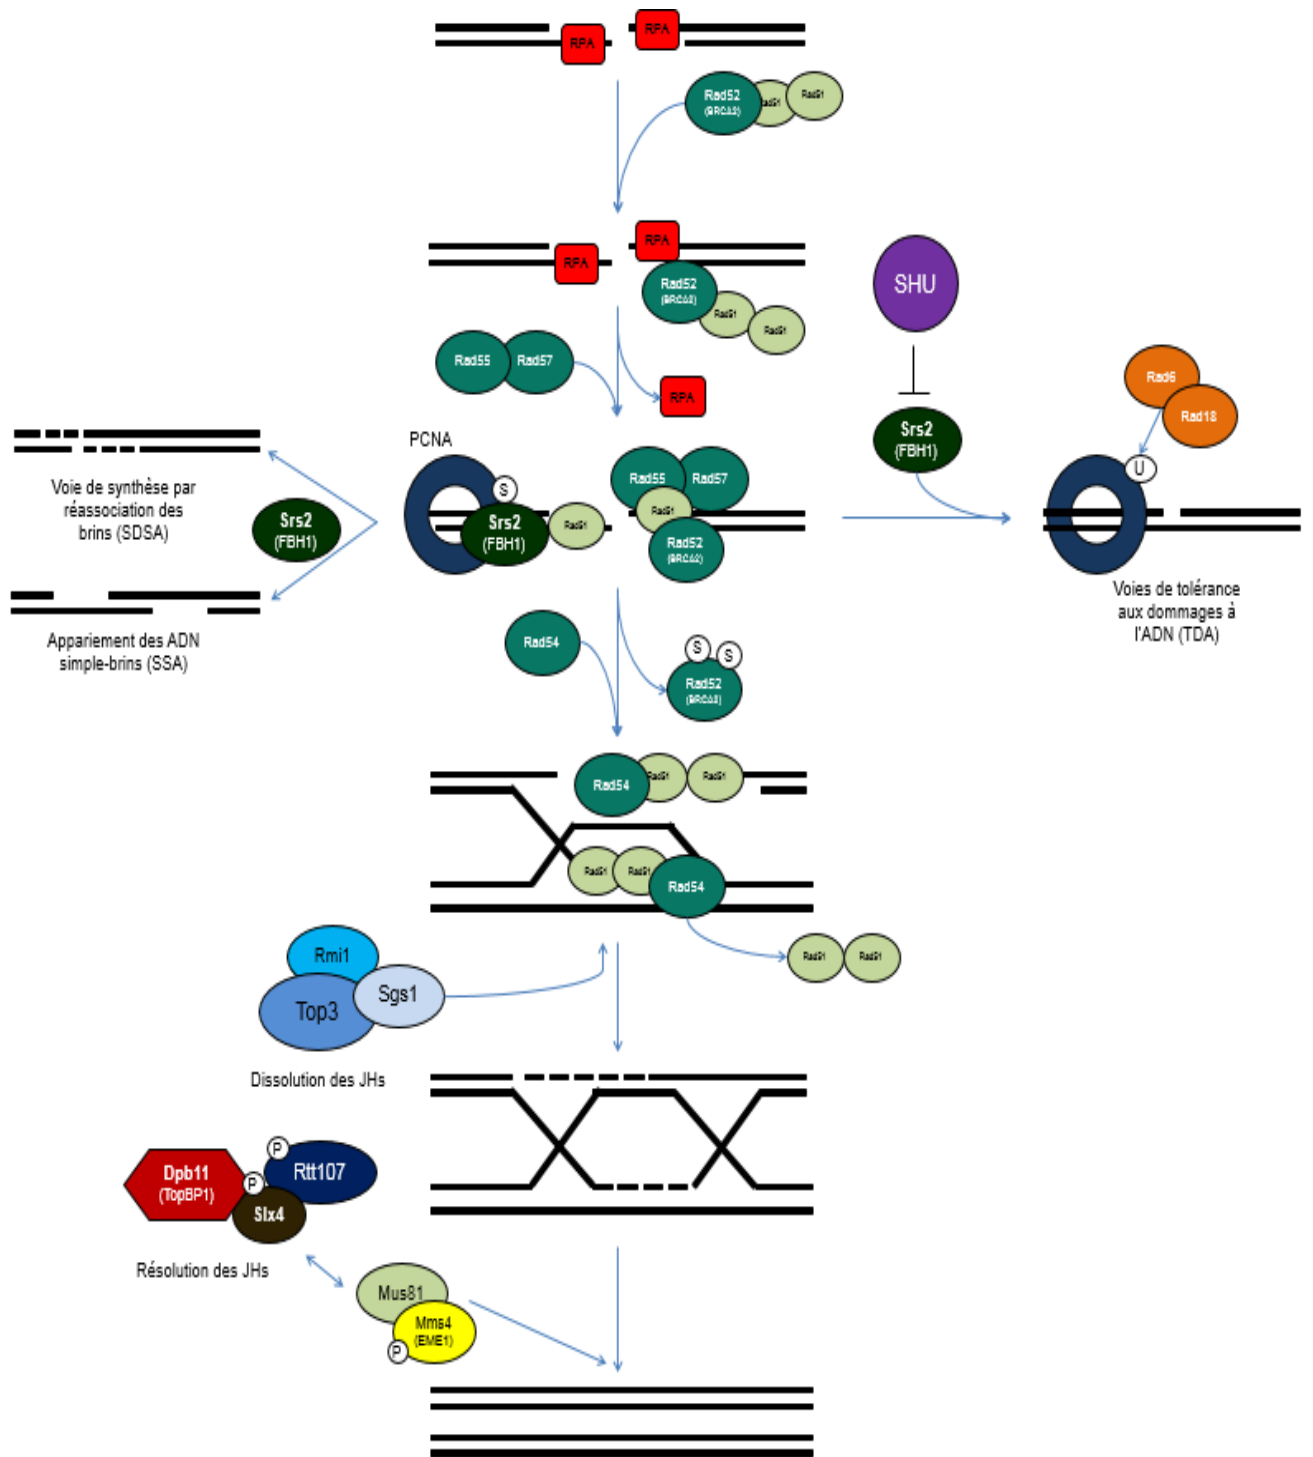 RPA
RPA
Rad52
(BRCA2)
Rad51
Rad51
RPA
RPA
Rad52
(BRCA2)
Rad51
Rad51
SHU
Rad55
Rad57
RPA
Rad6
Rad18
Srs2
(FBH1)
PCNA
U
Rad55
Rad57
S
Rad51
Srs2
(FBH1)
Rad51
Rad52
(BRCA2)
Voie de synthèse par
réassociation des
brins (SDSA)
Srs2
(FBH1)
Voies de tolérance
aux dommages à
l'ADN (TDA)
Appariement des ADN
simple-brins (SSA)
Rad54
S
S
Rad52
(BRCA2)
Rad54
Rad51
Rad51
Rad51
Rad51
Rad54
Rad51
Rad51
Rmi1
Sgs1
Top3
Dissolution des JHs
P
Rtt107
Dpb11
(TopBP1)
P
Slx4
Résolution des JHs
Mus81
Mms4
(EME1)
P